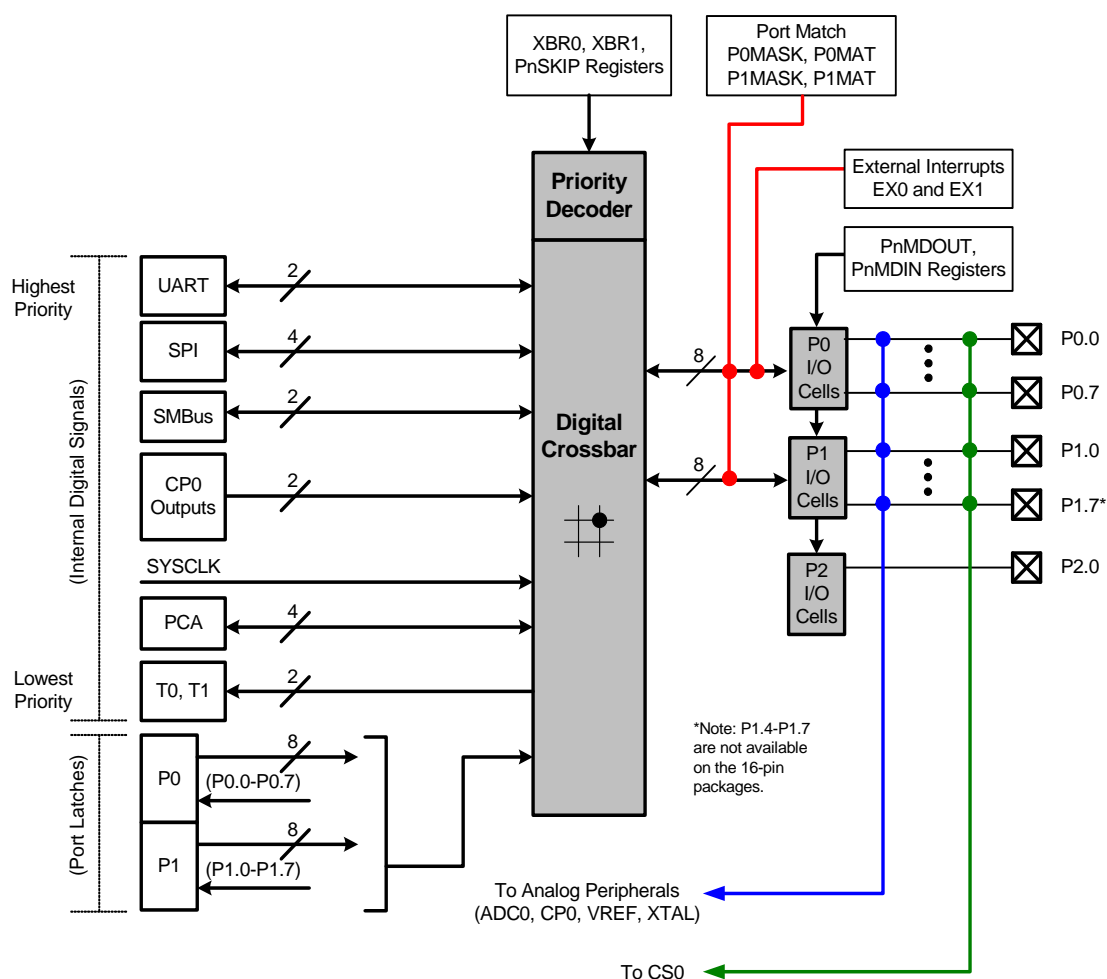 XBR0, XBR1,
PnSKIP Registers
Port Match
P0MASK, P0MAT
P1MASK, P1MAT
Priority
Decoder
External Interrupts
EX0 and EX1
PnMDOUT,
PnMDIN Registers
Highest
Priority
(Internal Digital Signals)
Lowest
Priority
UART
2
SPI
4
SMBus
2
CP0
Outputs
2
SYSCLK
PCA
4
T0, T1
2
Digital
Crossbar
8
8
P0
I/O
Cells
P1
I/O
Cells
P2
I/O
Cells
P0.0
P0.7
P1.0
P1.7*
P2.0
(Port Latches)
P0
8
(P0.0-P0.7)
P1
8
(P1.0-P1.7)
*Note: P1.4-P1.7
are not available
on the 16-pin
packages.
To Analog Peripherals
(ADC0, CP0, VREF, XTAL)
To CS0